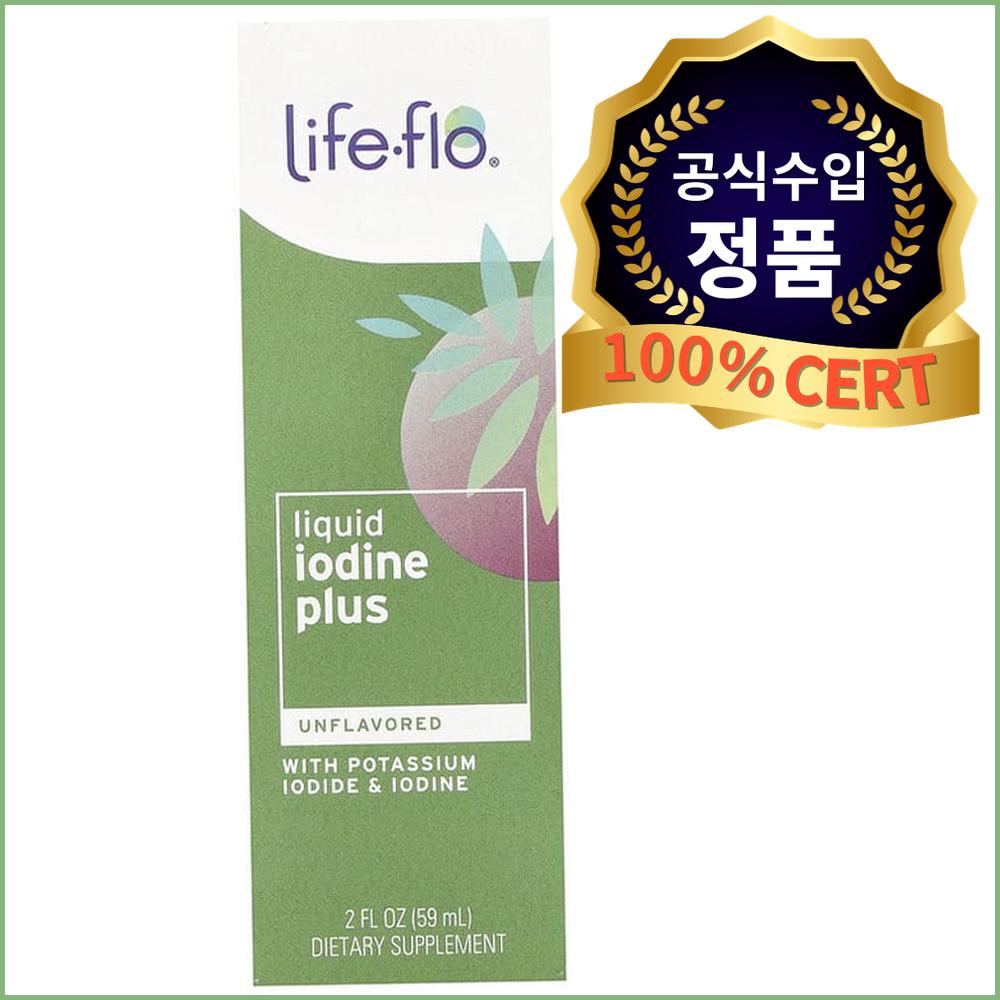 life·flo®
공식수입
정품
100% CERT
liquid
iodine
plus
UNFLAVORED
WITH POTASSIUM
IODIDE & IODINE
2 FL OZ (59 mL)
DIETARY SUPPLEMENT